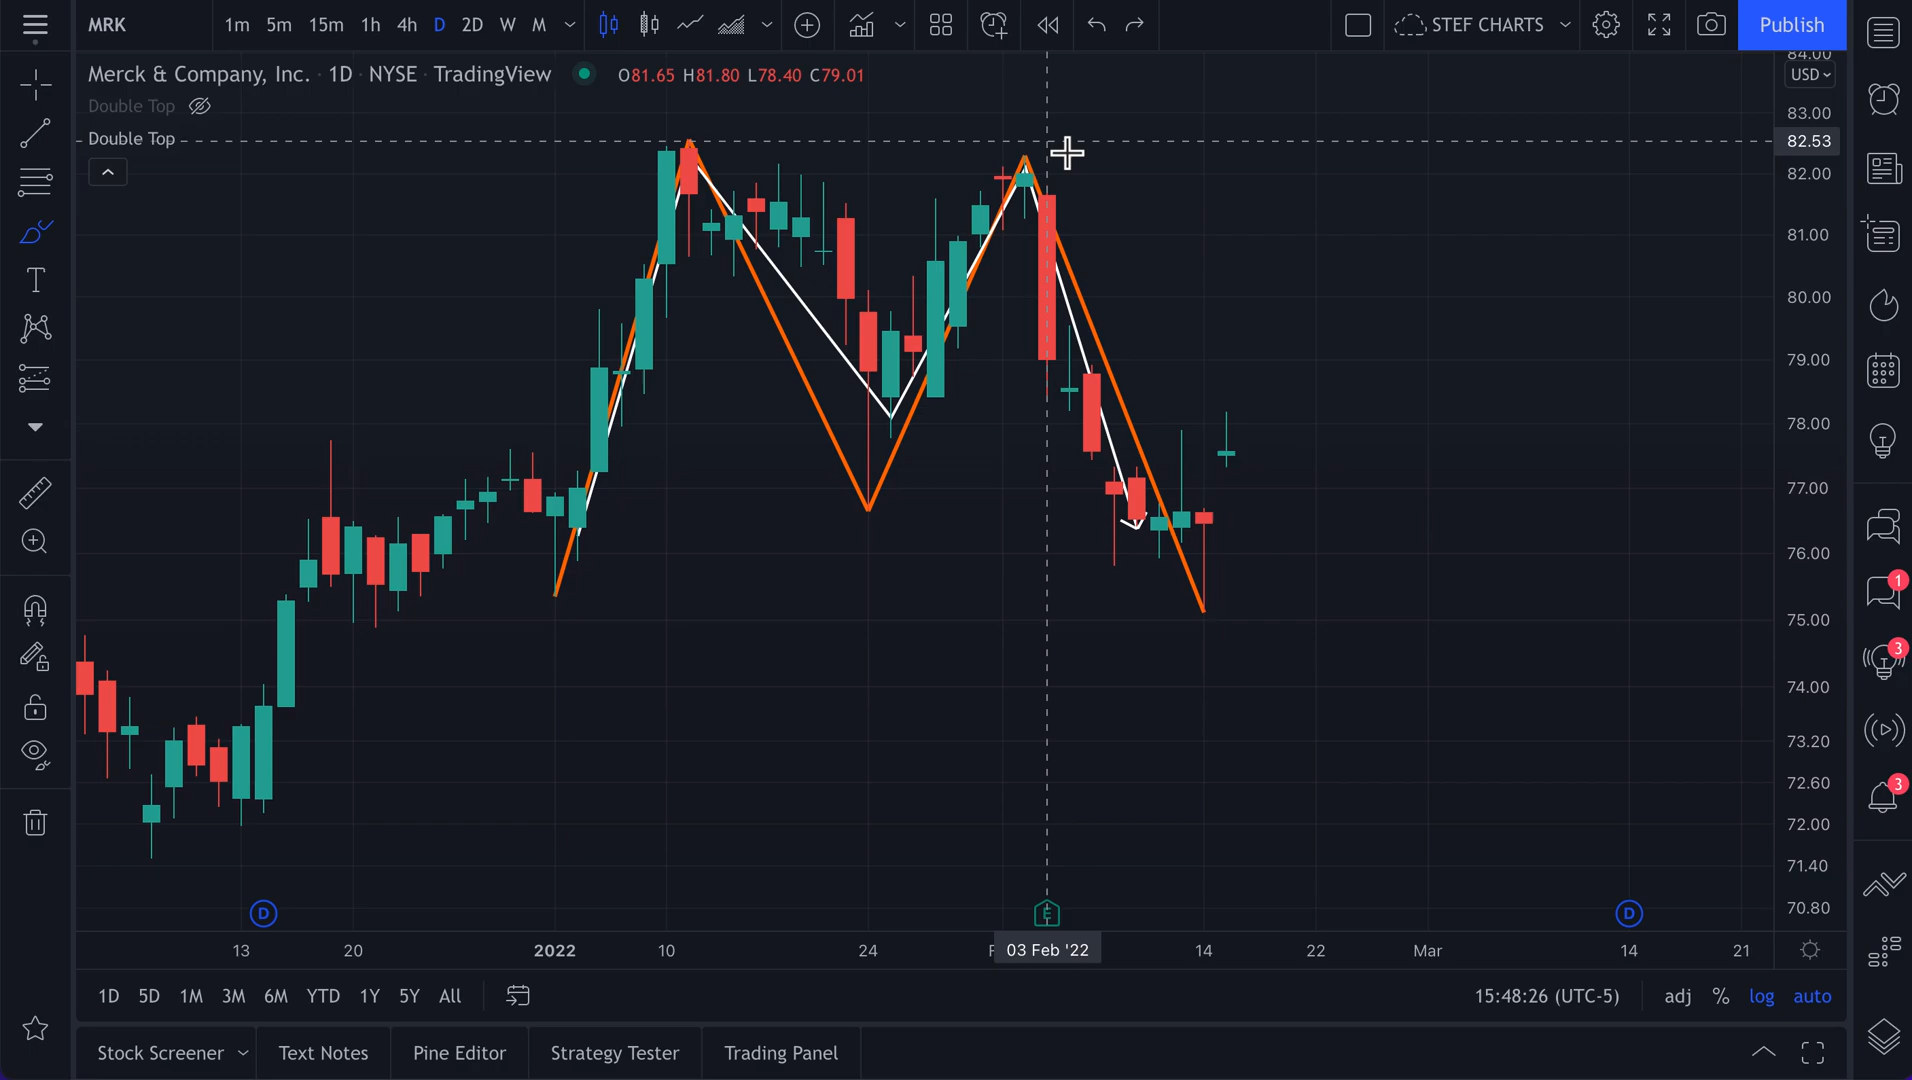 MRK
1m 5m 15m 1h 4h D 2D W M
STEF CHARTS
Publish
Merck & Company, Inc. · 1D · NYSE · TradingView
O81.65 H81.80 L78.40 C79.01
USD
Double Top
Double Top
84.00
83.00
82.53
82.00
81.00
80.00
79.00
78.00
77.00
76.00
75.00
74.00
73.20
72.60
72.00
71.40
70.80
1
3
3
D
E
D
13 20 2022 10 24 F 03 Feb '22 14 22 Mar 14 21
1D 5D 1M 3M 6M YTD 1Y 5Y All
15:48:26 (UTC-5) adj % log auto
Stock Screener Text Notes Pine Editor Strategy Tester Trading Panel